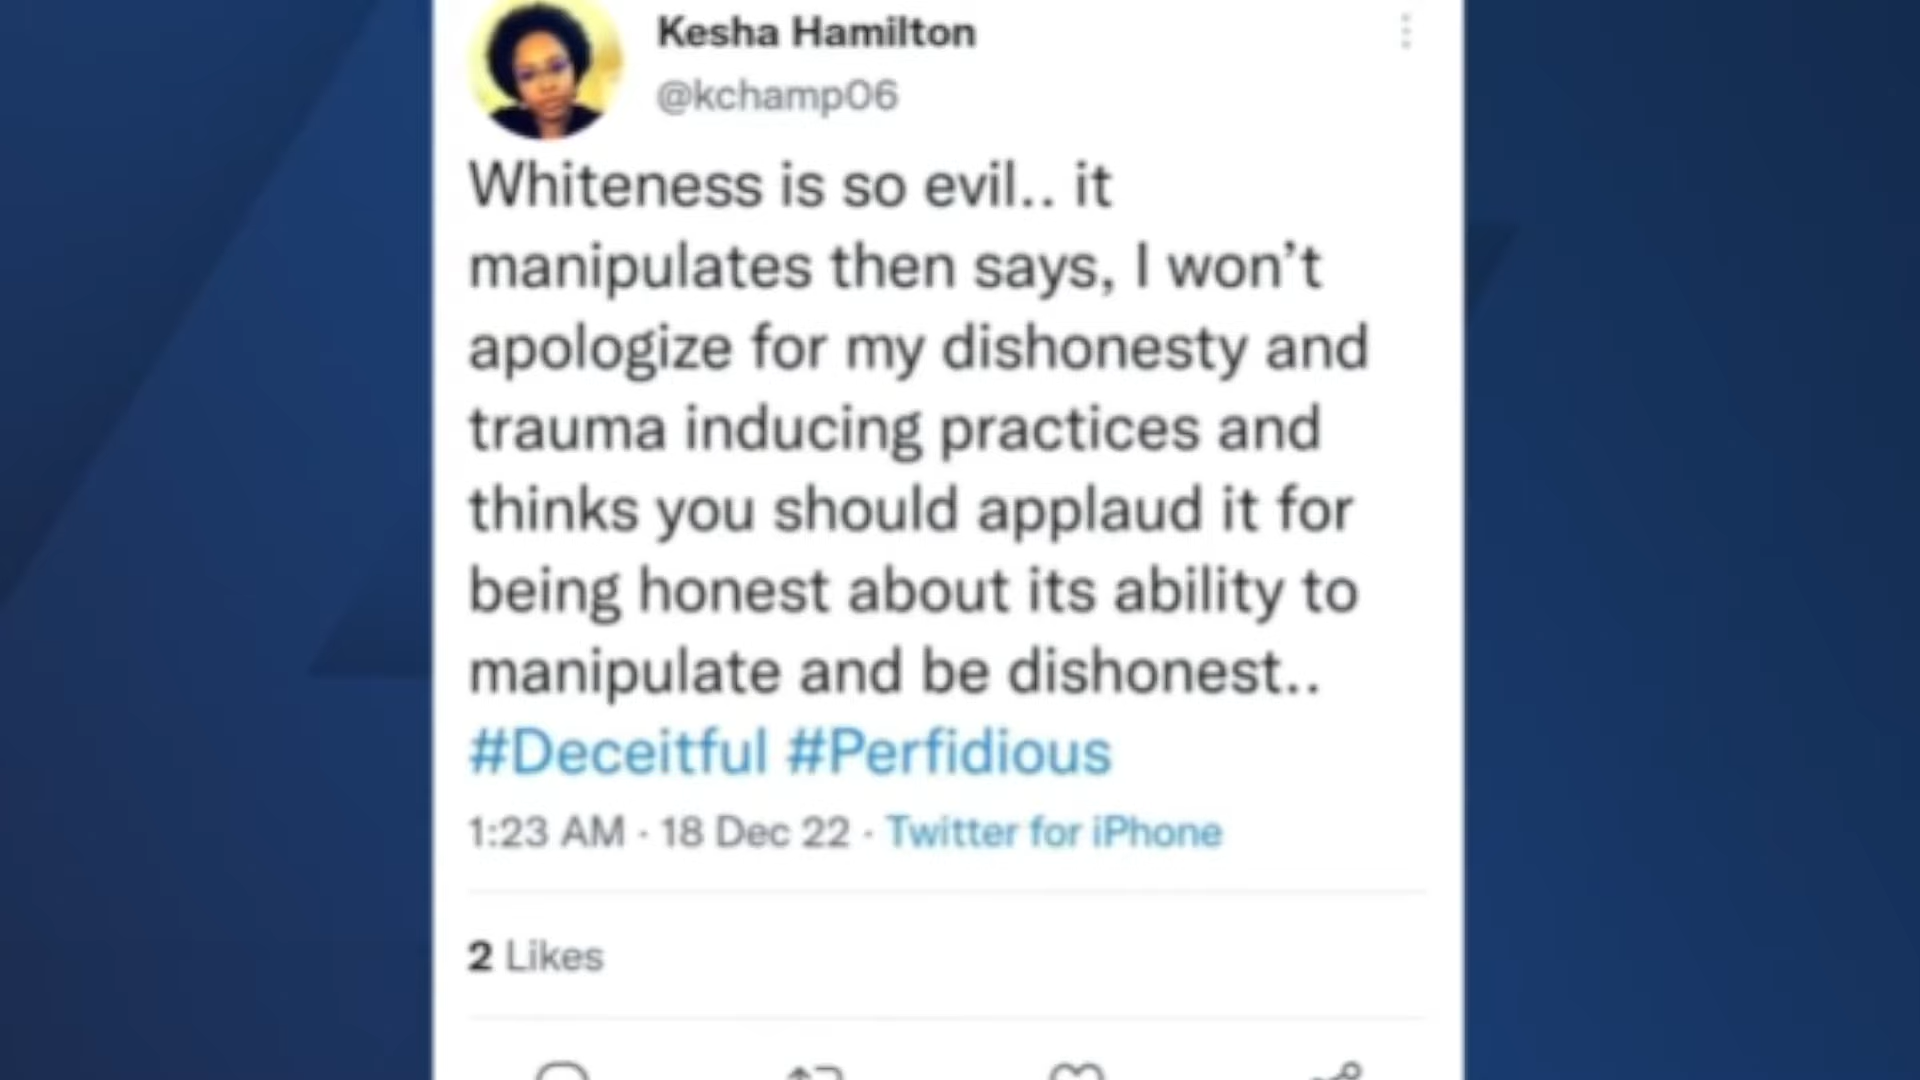 Kesha Hamilton
@kchamp06
Whiteness is so evil.. it
manipulates then says, I won’t
apologize for my dishonesty and
trauma inducing practices and
thinks you should applaud it for
being honest about its ability to
manipulate and be dishonest..
#Deceitful #Perfidious
1:23 AM · 18 Dec 22 · Twitter for iPhone
2 Likes